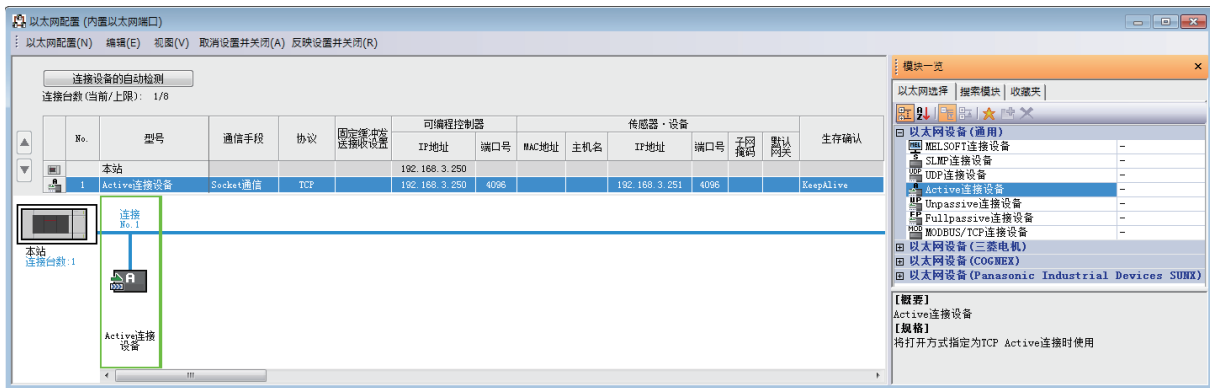 以太网配置 (内置以太网端口)
以太网配置(N) 编辑(E) 视图(V) 取消设置并关闭(A) 反映设置并关闭(R)
连接设备的自动检测
连接台数(当前/上限): 1/8
可编程控制器 传感器・设备
No. 型号 通信手段 协议 固定缓冲发送接收设置 IP地址 端口号 MAC地址 主机名 IP地址 端口号 子网掩码 默认网关 生存确认
本站 192.168.3.250
1 Active连接设备 Socket通信 TCP 192.168.3.250 4096 192.168.3.251 4096 KeepAlive
连接
No.1
本站
连接台数:1
A
Active连接
设备
模块一览
以太网选择 搜索模块 收藏夹
以太网设备(通用)
MELSOFT连接设备 -
SLMP连接设备 -
UDP连接设备 -
Active连接设备 -
Unpassive连接设备 -
Fullpassive连接设备 -
MODBUS/TCP连接设备 -
以太网设备(三菱电机)
以太网设备(COGNEX)
以太网设备(Panasonic Industrial Devices SUNX)
[概要]
Active连接设备
[规格]
将打开方式指定为TCP Active连接时使用